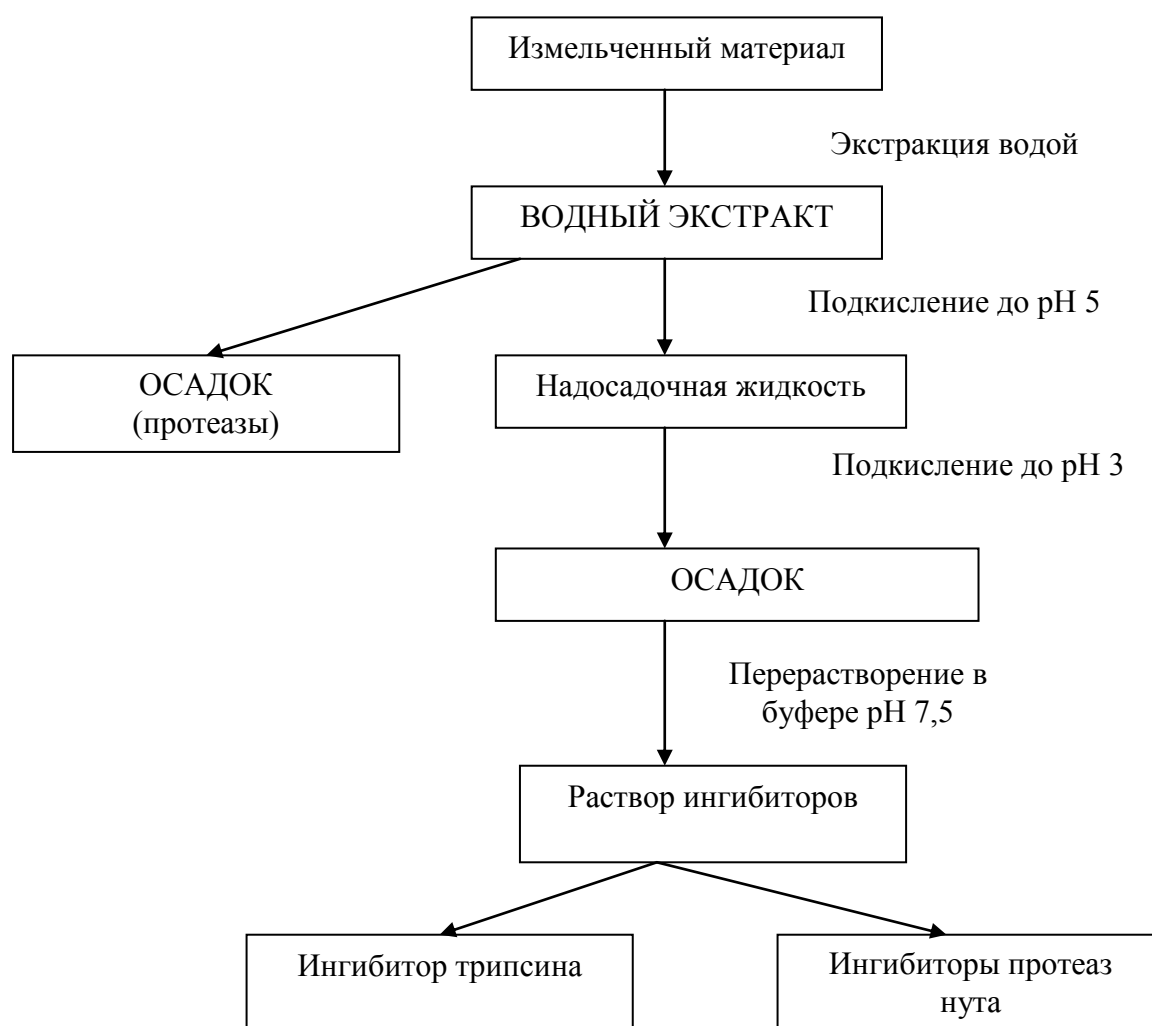 Измельченный материал
Экстракция водой
ВОДНЫЙ ЭКСТРАКТ
Подкисление до рН 5
ОСАДОК
(протеазы)
Надосадочная жидкость
Подкисление до рН 3
ОСАДОК
Перерастворение в
буфере рН 7,5
Раствор ингибиторов
Ингибитор трипсина
Ингибиторы протеаз
нута